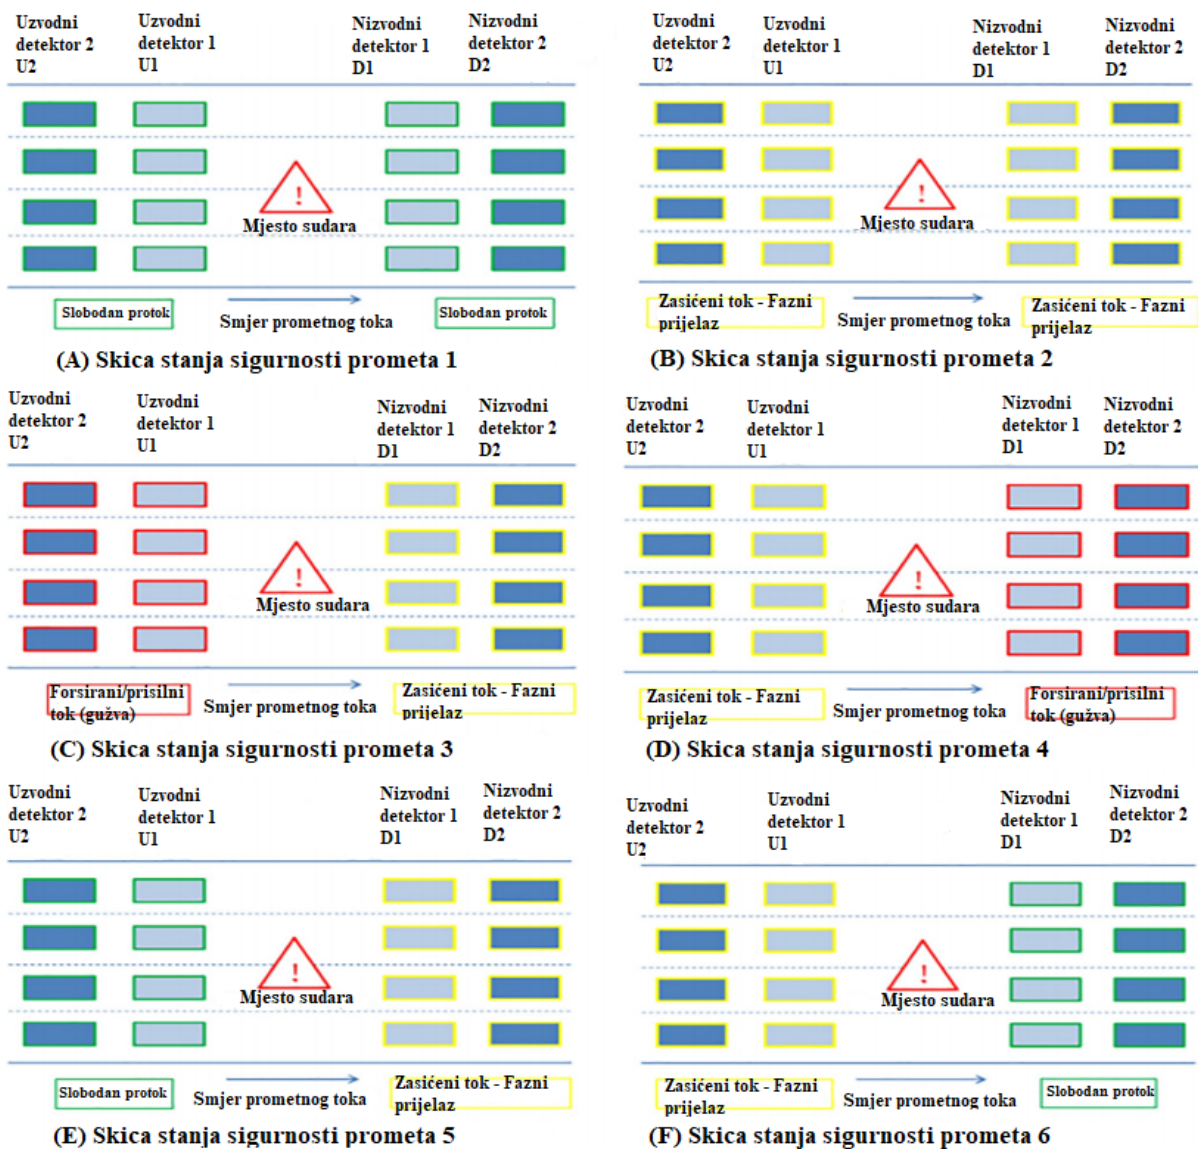 Uzvodni
detektor 2
U2
Uzvodni
detektor 1
U1
Nizvodni
detektor 1
D1
Nizvodni
detektor 2
D2
!
Mjesto sudara
Slobodan protok
Smjer prometnog toka
Slobodan protok
(A) Skica stanja sigurnosti prometa 1
Uzvodni
detektor 2
U2
Uzvodni
detektor 1
U1
Nizvodni
detektor 1
D1
Nizvodni
detektor 2
D2
!
Mjesto sudara
Zasićeni tok - Fazni
prijelaz
Smjer prometnog toka
Zasićeni tok - Fazni
prijelaz
(B) Skica stanja sigurnosti prometa 2
Uzvodni
detektor 2
U2
Uzvodni
detektor 1
U1
Nizvodni
detektor 1
D1
Nizvodni
detektor 2
D2
!
Mjesto sudara
Forsirani/prisilni
tok (gužva)
Smjer prometnog toka
Zasićeni tok - Fazni
prijelaz
(C) Skica stanja sigurnosti prometa 3
Uzvodni
detektor 2
U2
Uzvodni
detektor 1
U1
Nizvodni
detektor 1
D1
Nizvodni
detektor 2
D2
!
Mjesto sudara
Zasićeni tok - Fazni
prijelaz
Smjer prometnog toka
Forsirani/prisilni
tok (gužva)
(D) Skica stanja sigurnosti prometa 4
Uzvodni
detektor 2
U2
Uzvodni
detektor 1
U1
Nizvodni
detektor 1
D1
Nizvodni
detektor 2
D2
!
Mjesto sudara
Slobodan protok
Smjer prometnog toka
Zasićeni tok - Fazni
prijelaz
(E) Skica stanja sigurnosti prometa 5
Uzvodni
detektor 2
U2
Uzvodni
detektor 1
U1
Nizvodni
detektor 1
D1
Nizvodni
detektor 2
D2
!
Mjesto sudara
Zasićeni tok - Fazni
prijelaz
Smjer prometnog toka
Slobodan protok
(F) Skica stanja sigurnosti prometa 6